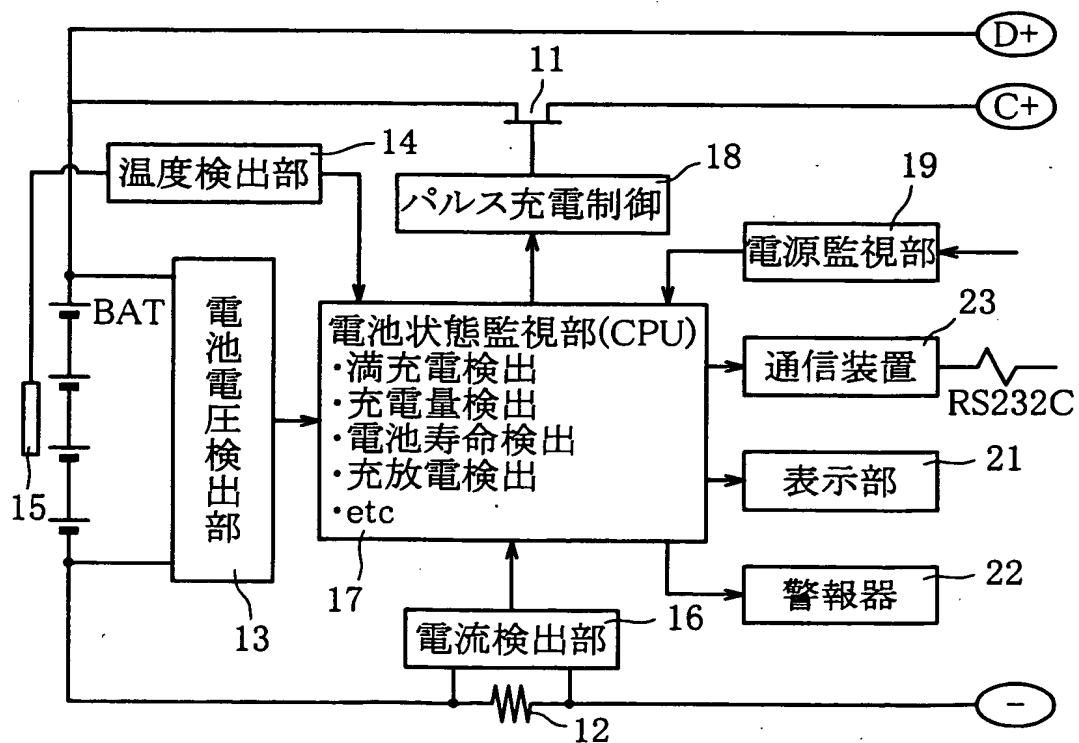 D+
11
C+
14
温度検出部
18
パルス充電制御
19
電源監視部
BAT
電池電圧検出部
電池状態監視部(CPU)
・満充電検出
・充電量検出
・電池寿命検出
・充放電検出
・etc
23
通信装置
RS232C
21
表示部
15
17
13
16
電流検出部
22
警報器
12
−